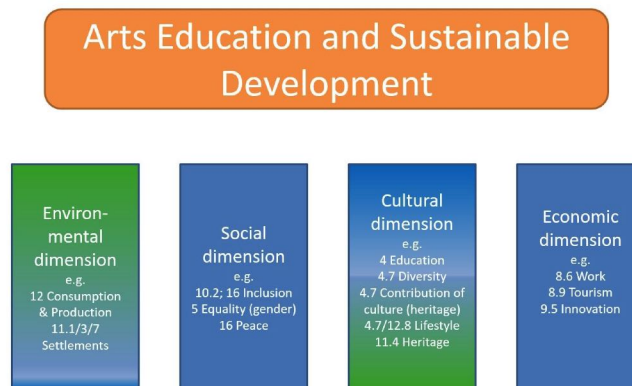 Arts Education and Sustainable
Development
Environ-
mental
dimension
e.g.
12 Consumption
& Production
11.1/3/7
Settlements
Social
dimension
e.g.
10.2; 16 Inclusion
5 Equality (gender)
16 Peace
Cultural
dimension
e.g.
4 Education
4.7 Diversity
4.7 Contribution of
culture (heritage)
4.7/12.8 Lifestyle
11.4 Heritage
Economic
dimension
e.g.
8.6 Work
8.9 Tourism
9.5 Innovation